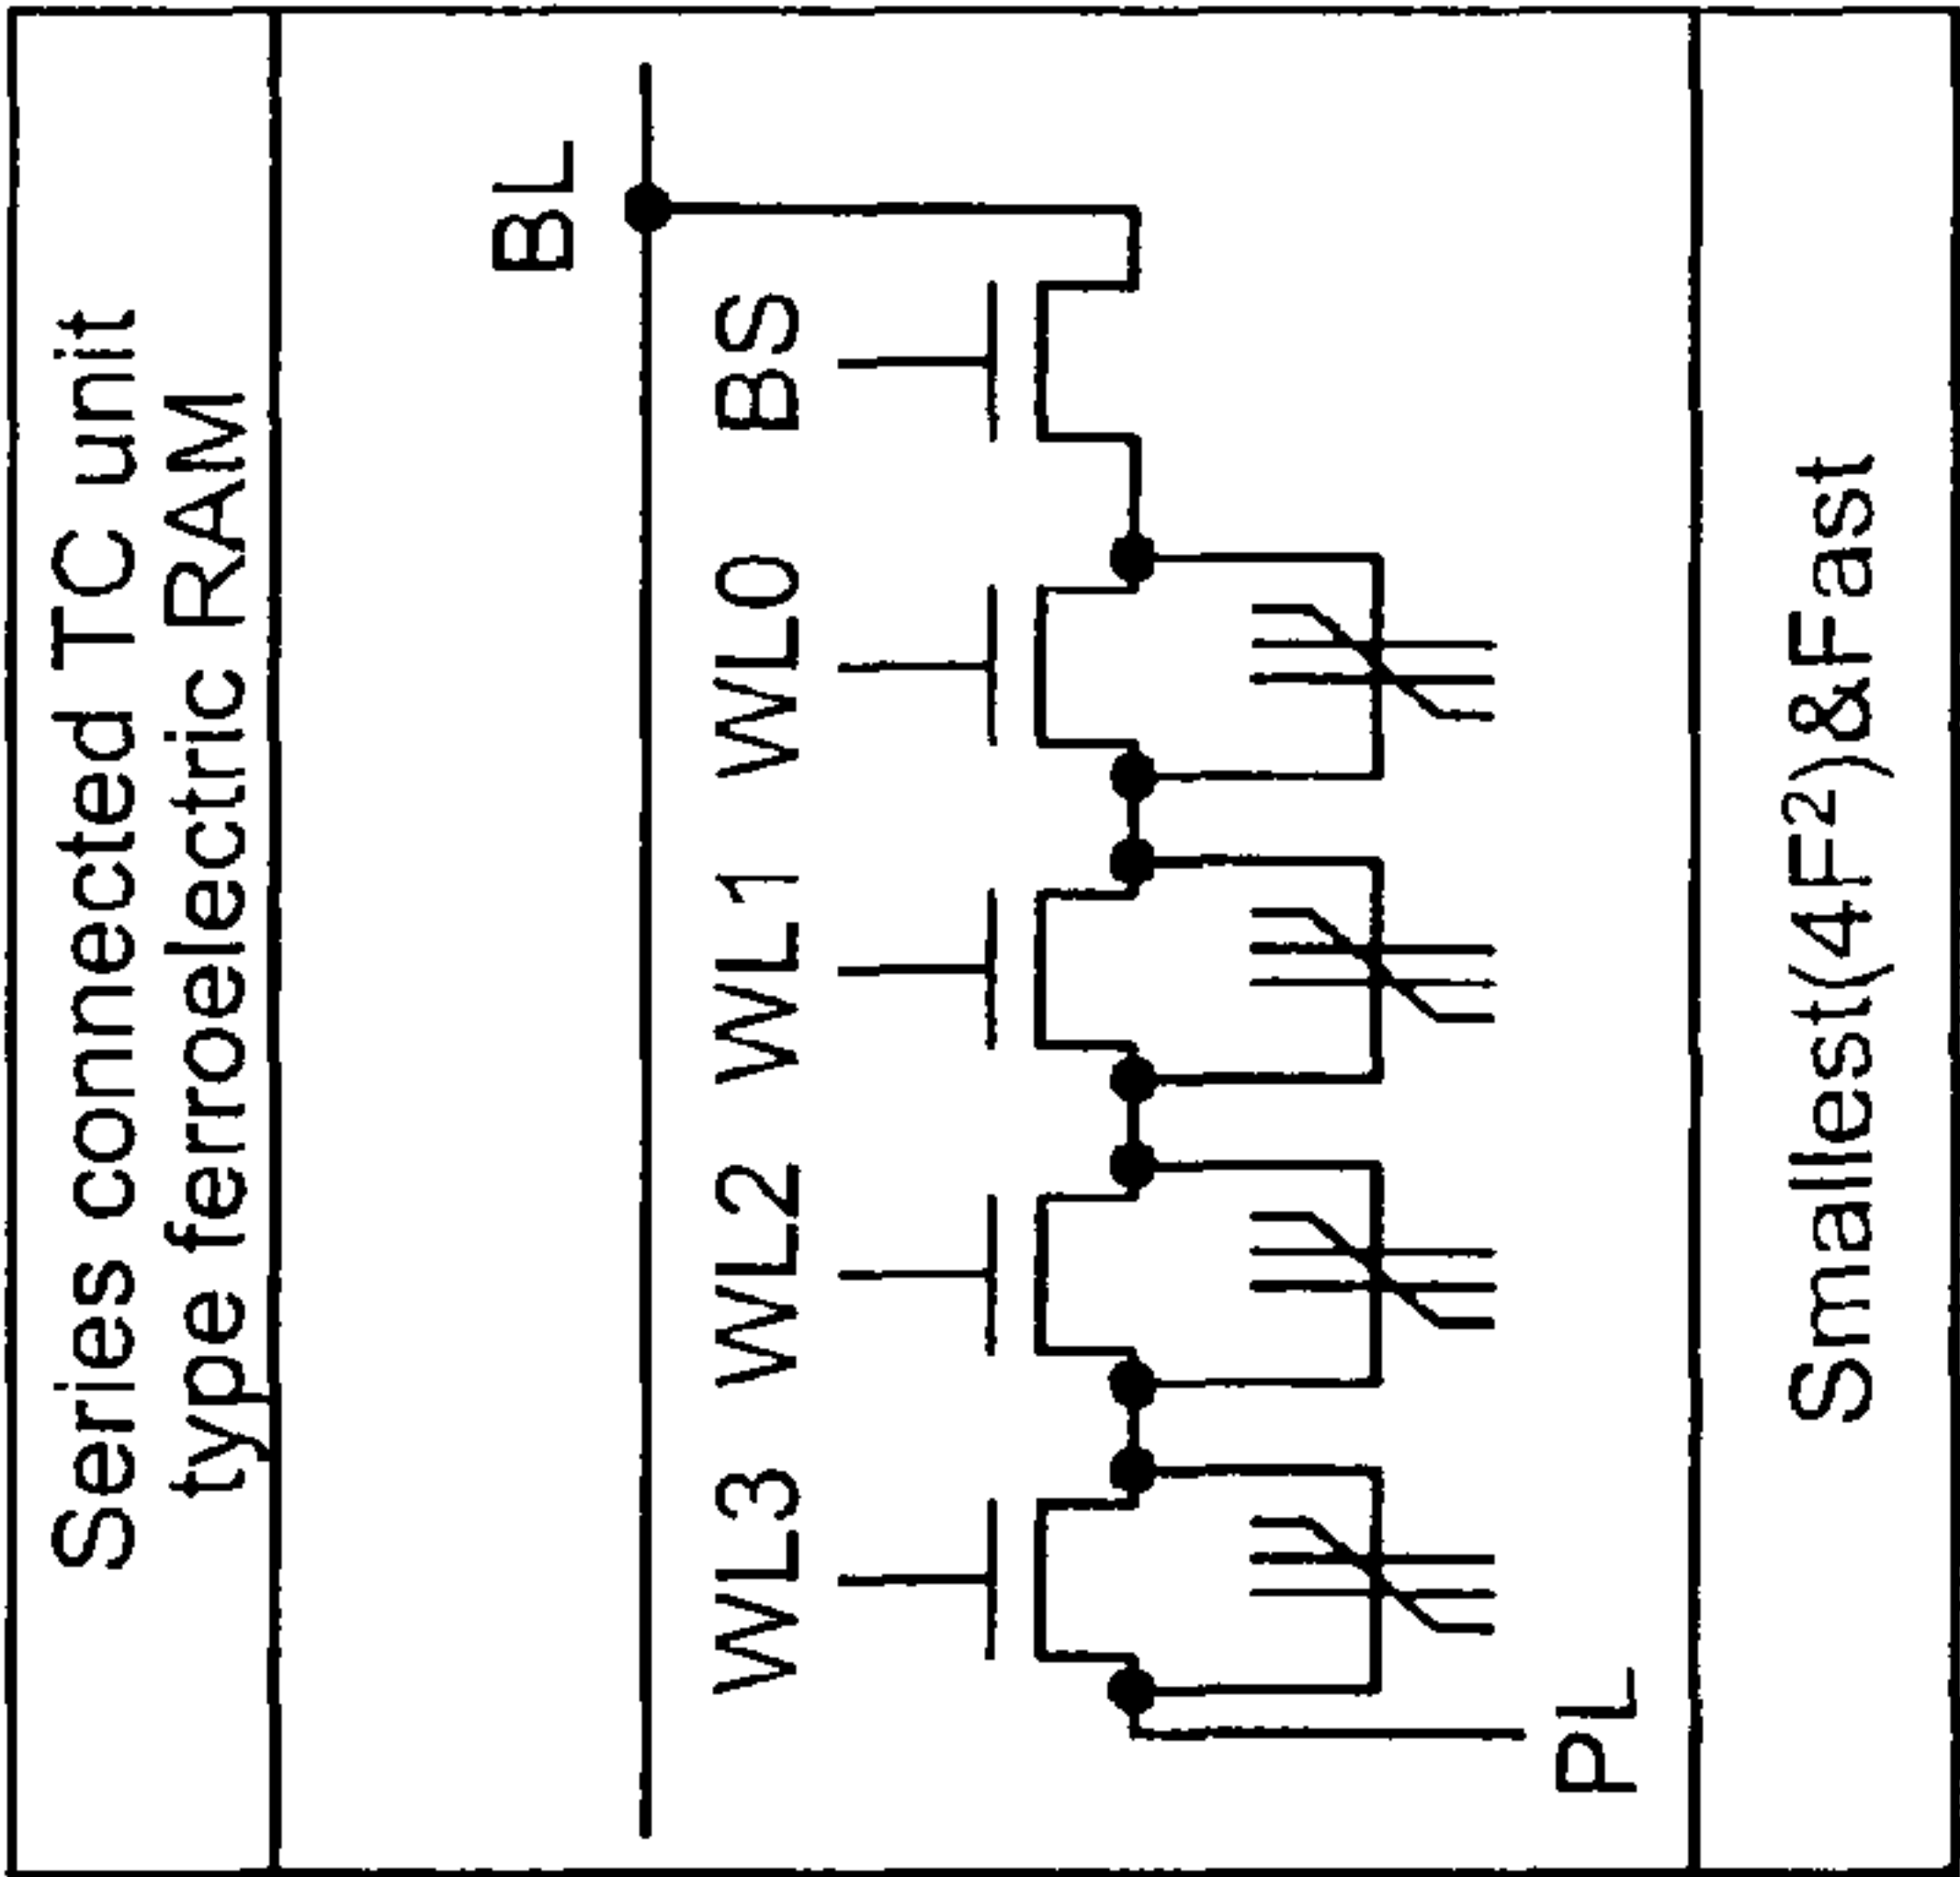 Series connected TC unit
type ferroelectric RAM
BL
WL3 WL2 WL1 WL0 BS
PL
Smallest(4F²)&Fast